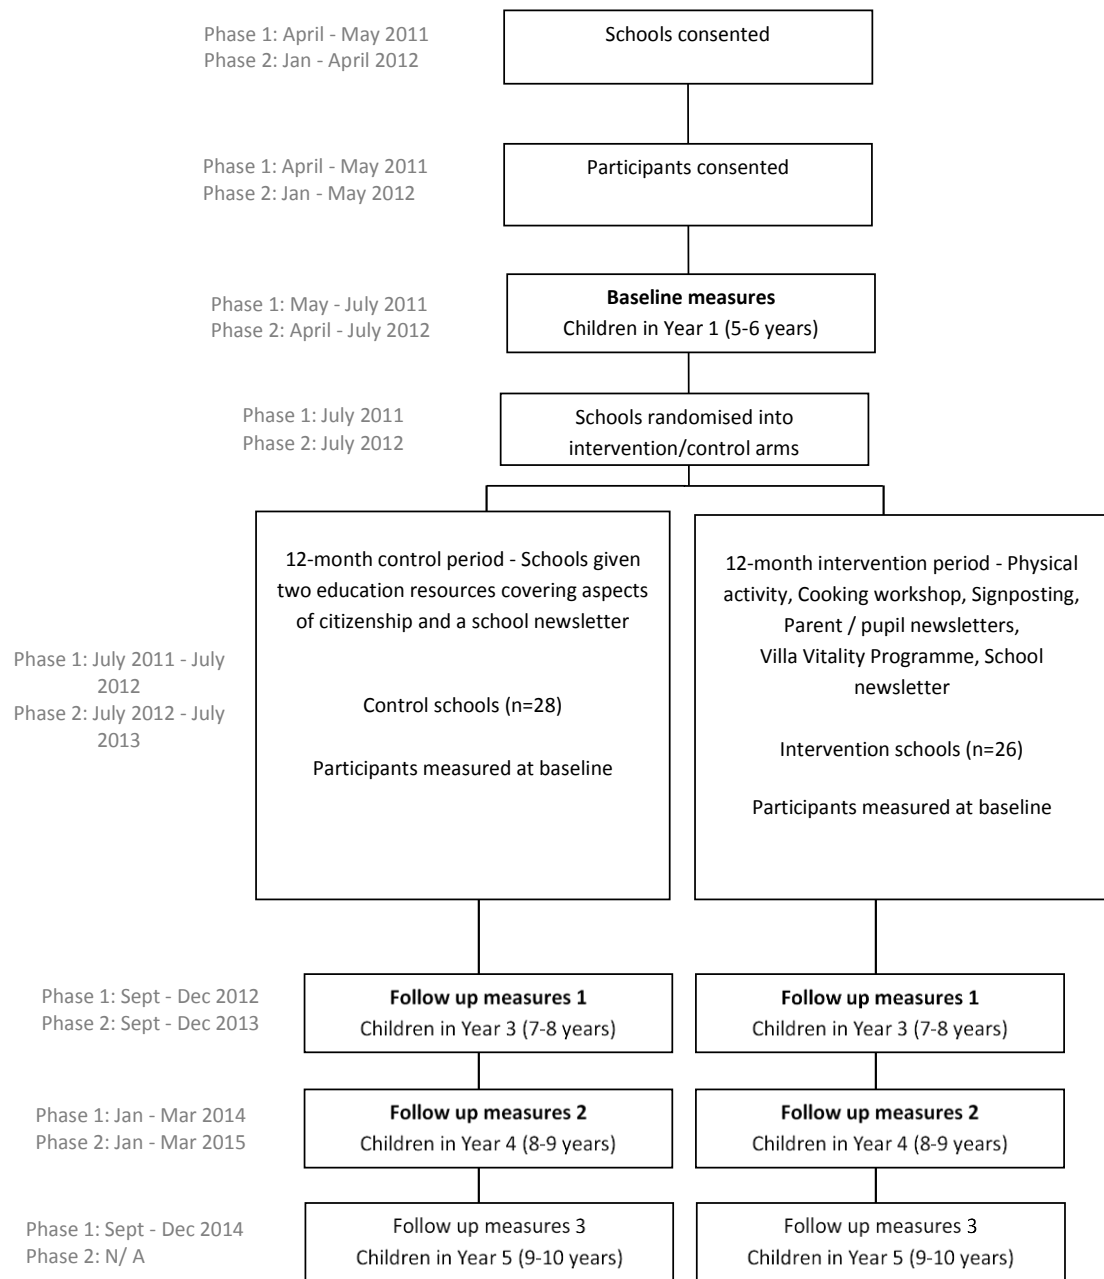 Phase 1: April - May 2011
Phase 2: Jan - April 2012
Schools consented
Phase 1: April - May 2011
Phase 2: Jan - May 2012
Participants consented
Phase 1: May - July 2011
Phase 2: April - July 2012
Baseline measures
Children in Year 1 (5-6 years)
Phase 1: July 2011
Phase 2: July 2012
Schools randomised into
intervention/control arms
Phase 1: July 2011 - July
2012
Phase 2: July 2012 - July
2013
12-month control period - Schools given
two education resources covering aspects
of citizenship and a school newsletter
Control schools (n=28)
Participants measured at baseline
12-month intervention period - Physical
activity, Cooking workshop, Signposting,
Parent / pupil newsletters,
Villa Vitality Programme, School
newsletter
Intervention schools (n=26)
Participants measured at baseline
Phase 1: Sept - Dec 2012
Phase 2: Sept - Dec 2013
Follow up measures 1
Children in Year 3 (7-8 years)
Follow up measures 1
Children in Year 3 (7-8 years)
Phase 1: Jan - Mar 2014
Phase 2: Jan - Mar 2015
Follow up measures 2
Children in Year 4 (8-9 years)
Follow up measures 2
Children in Year 4 (8-9 years)
Phase 1: Sept - Dec 2014
Phase 2: N/ A
Follow up measures 3
Children in Year 5 (9-10 years)
Follow up measures 3
Children in Year 5 (9-10 years)